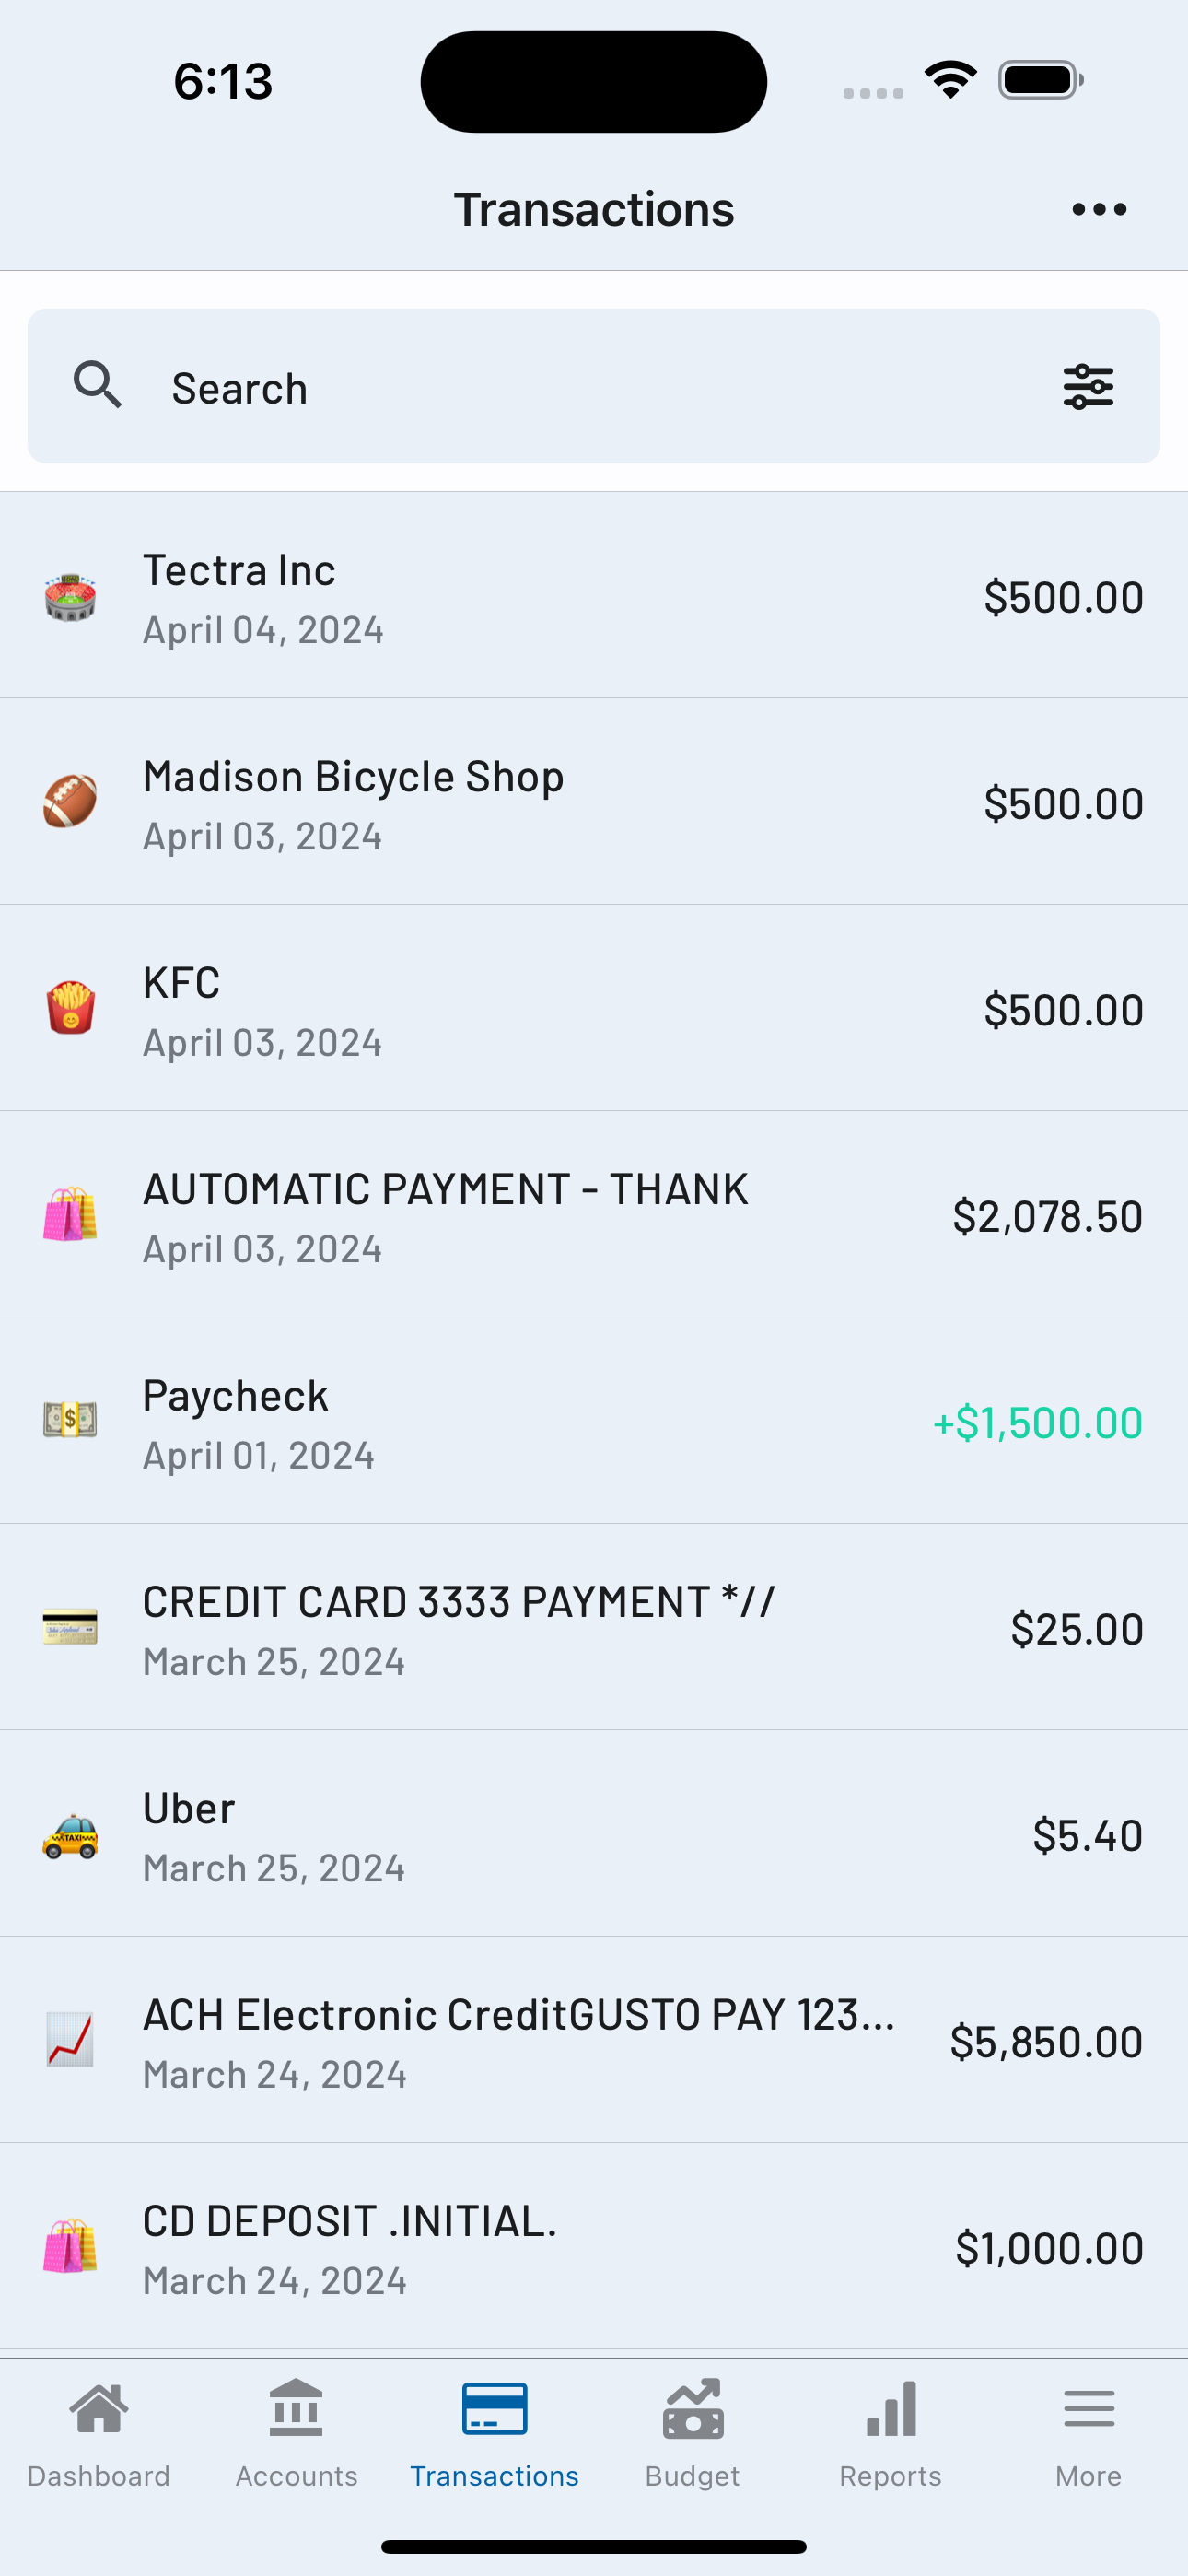 6:13
Transactions
Search
Tectra Inc
April 04, 2024
$500.00
Madison Bicycle Shop
April 03, 2024
$500.00
KFC
April 03, 2024
$500.00
AUTOMATIC PAYMENT - THANK
April 03, 2024
$2,078.50
Paycheck
April 01, 2024
+$1,500.00
CREDIT CARD 3333 PAYMENT *//
March 25, 2024
$25.00
Uber
March 25, 2024
$5.40
ACH Electronic CreditGUSTO PAY 123...
March 24, 2024
$5,850.00
CD DEPOSIT .INITIAL.
March 24, 2024
$1,000.00
Dashboard
Accounts
Transactions
Budget
Reports
More